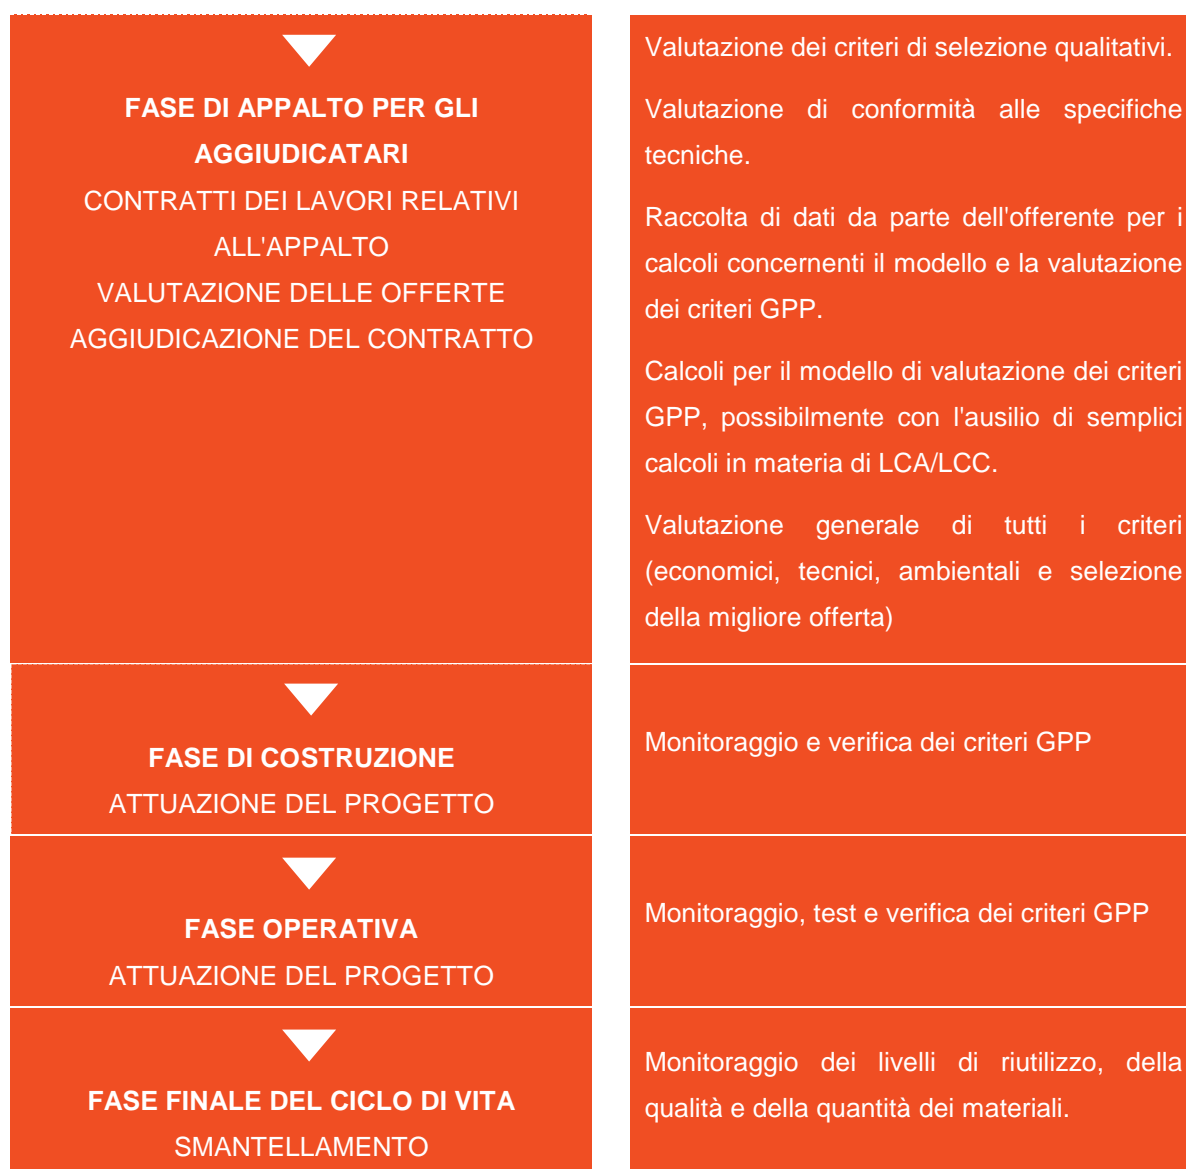 FASE DI APPALTO PER GLI
AGGIUDICATARI
CONTRATTI DEI LAVORI RELATIVI
ALL'APPALTO
VALUTAZIONE DELLE OFFERTE
AGGIUDICAZIONE DEL CONTRATTO
Valutazione dei criteri di selezione qualitativi.
Valutazione di conformità alle specifiche
tecniche.
Raccolta di dati da parte dell'offerente per i
calcoli concernenti il modello e la valutazione
dei criteri GPP.
Calcoli per il modello di valutazione dei criteri
GPP, possibilmente con l'ausilio di semplici
calcoli in materia di LCA/LCC.
Valutazione generale di tutti i criteri
(economici, tecnici, ambientali e selezione
della migliore offerta)
FASE DI COSTRUZIONE
ATTUAZIONE DEL PROGETTO
Monitoraggio e verifica dei criteri GPP
FASE OPERATIVA
ATTUAZIONE DEL PROGETTO
Monitoraggio, test e verifica dei criteri GPP
FASE FINALE DEL CICLO DI VITA
SMANTELLAMENTO
Monitoraggio dei livelli di riutilizzo, della
qualità e della quantità dei materiali.